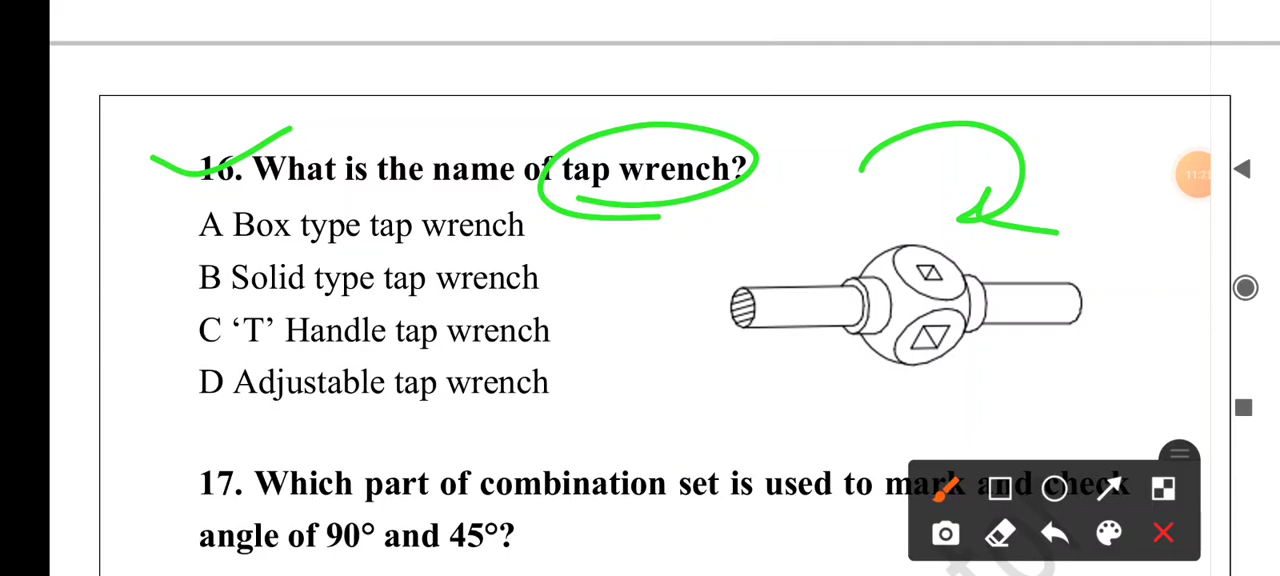 16. What is the name of tap wrench?
A Box type tap wrench
B Solid type tap wrench
C ‘T’ Handle tap wrench
D Adjustable tap wrench
17. Which part of combination set is used to mark and check
angle of 90° and 45°?